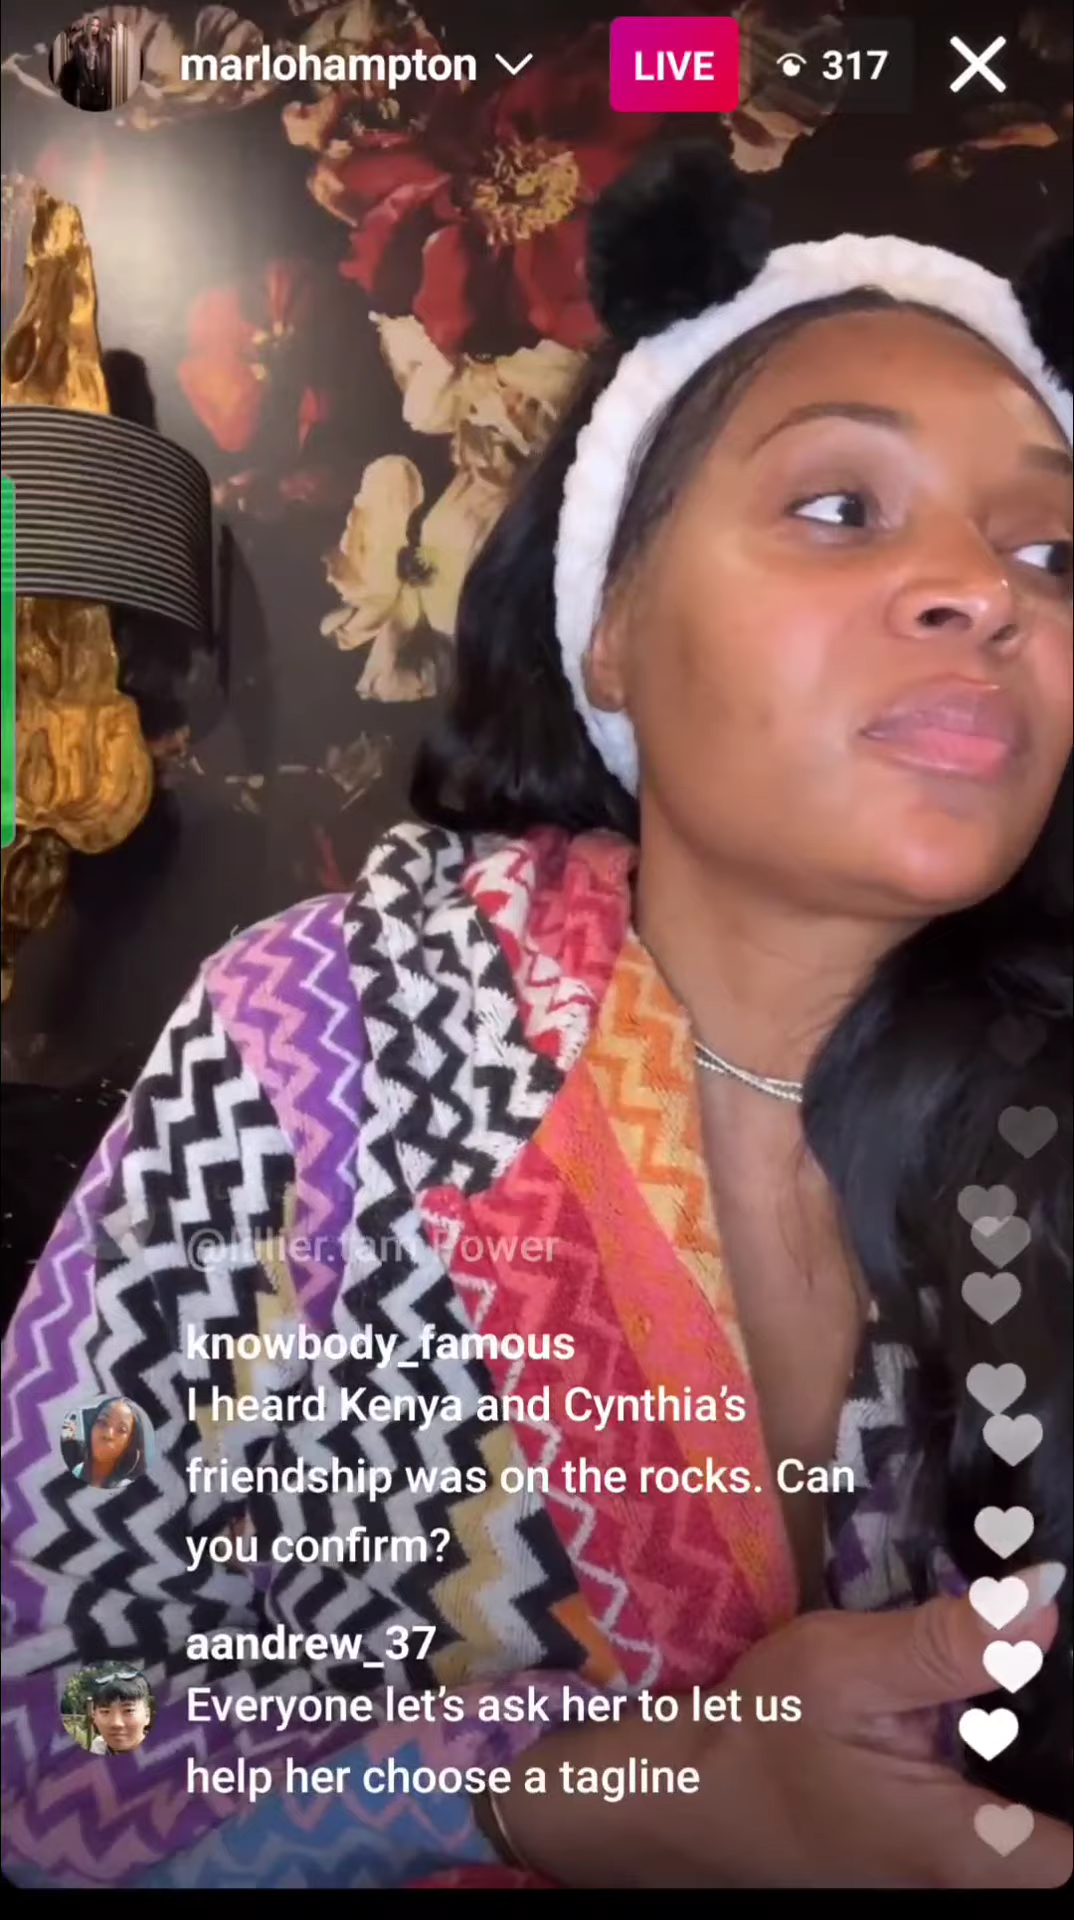 marlohampton
LIVE
317
Power
knowbody_famous
I heard Kenya and Cynthia's
friendship was on the rocks. Can
you confirm?
aandrew_37
Everyone let's ask her to let us
help her choose a tagline